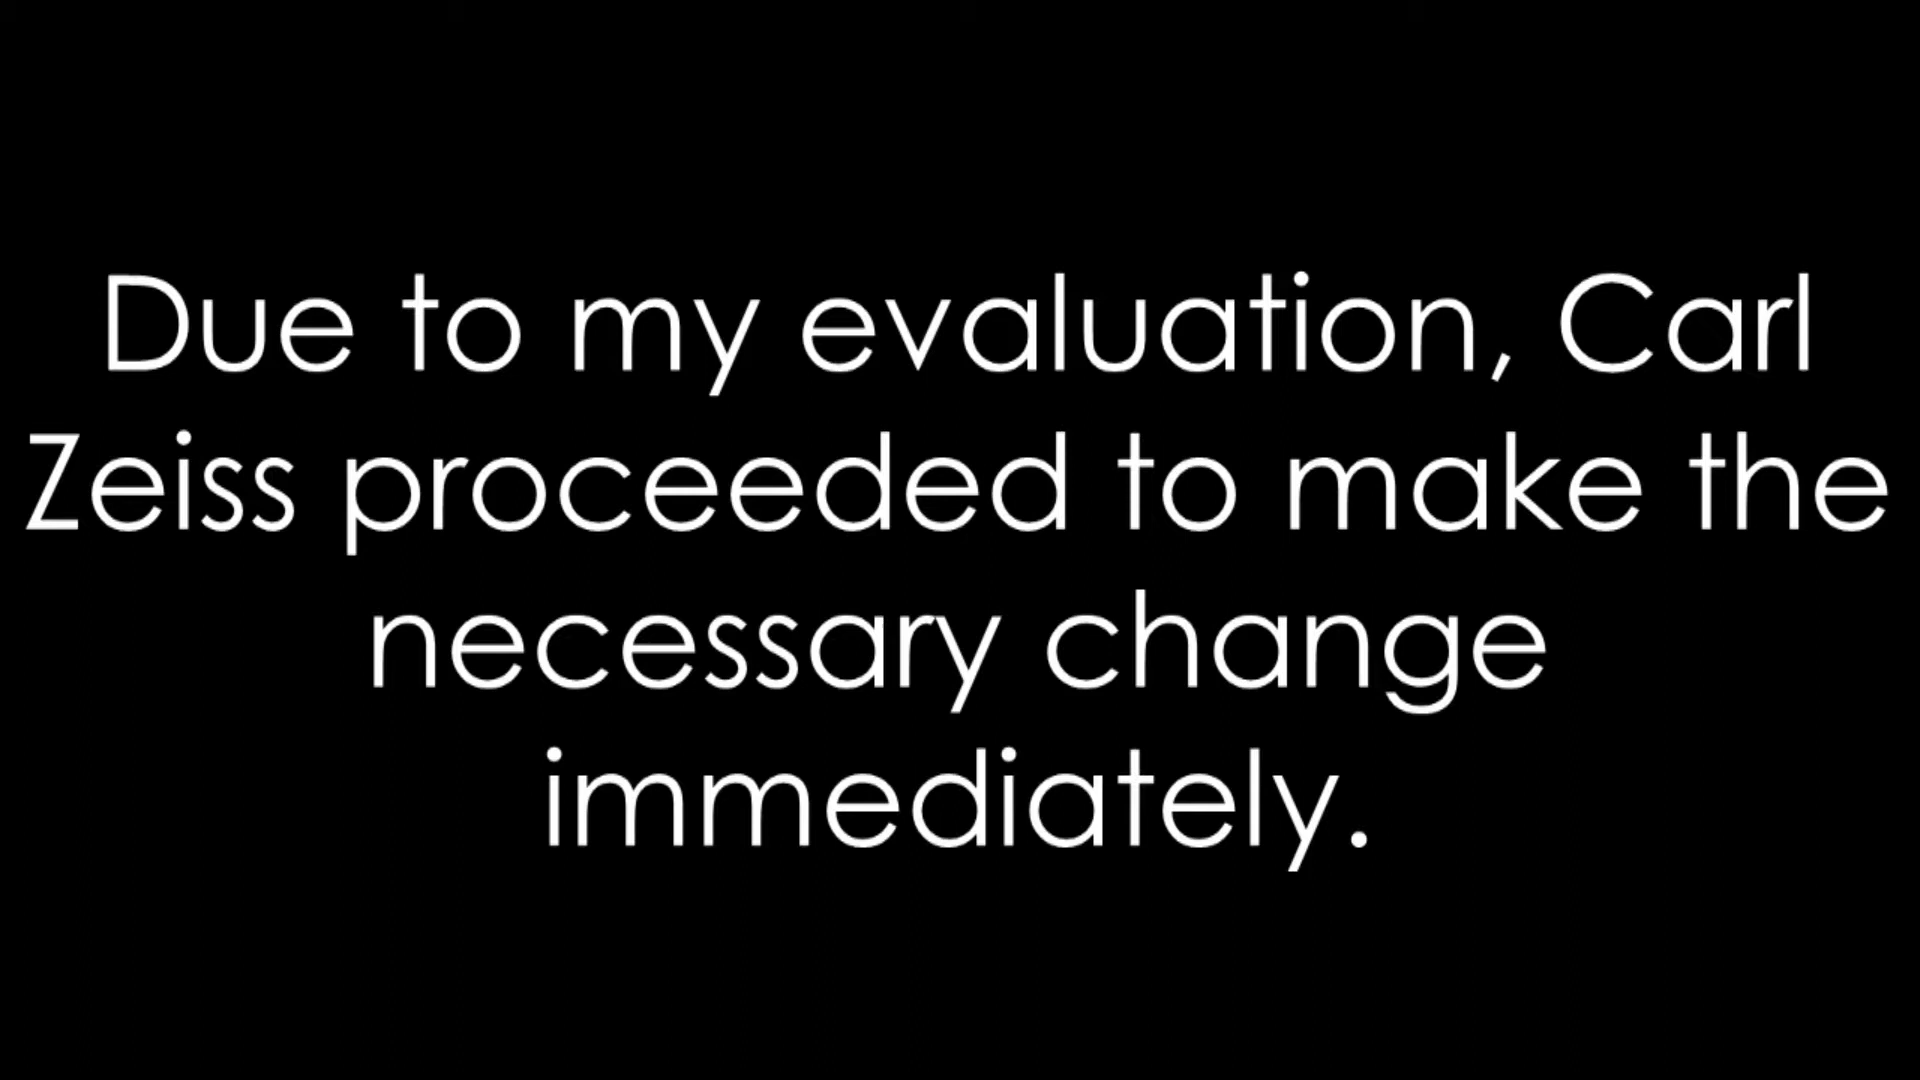 Due to my evaluation, Carl
Zeiss proceeded to make the
necessary change
immediately.